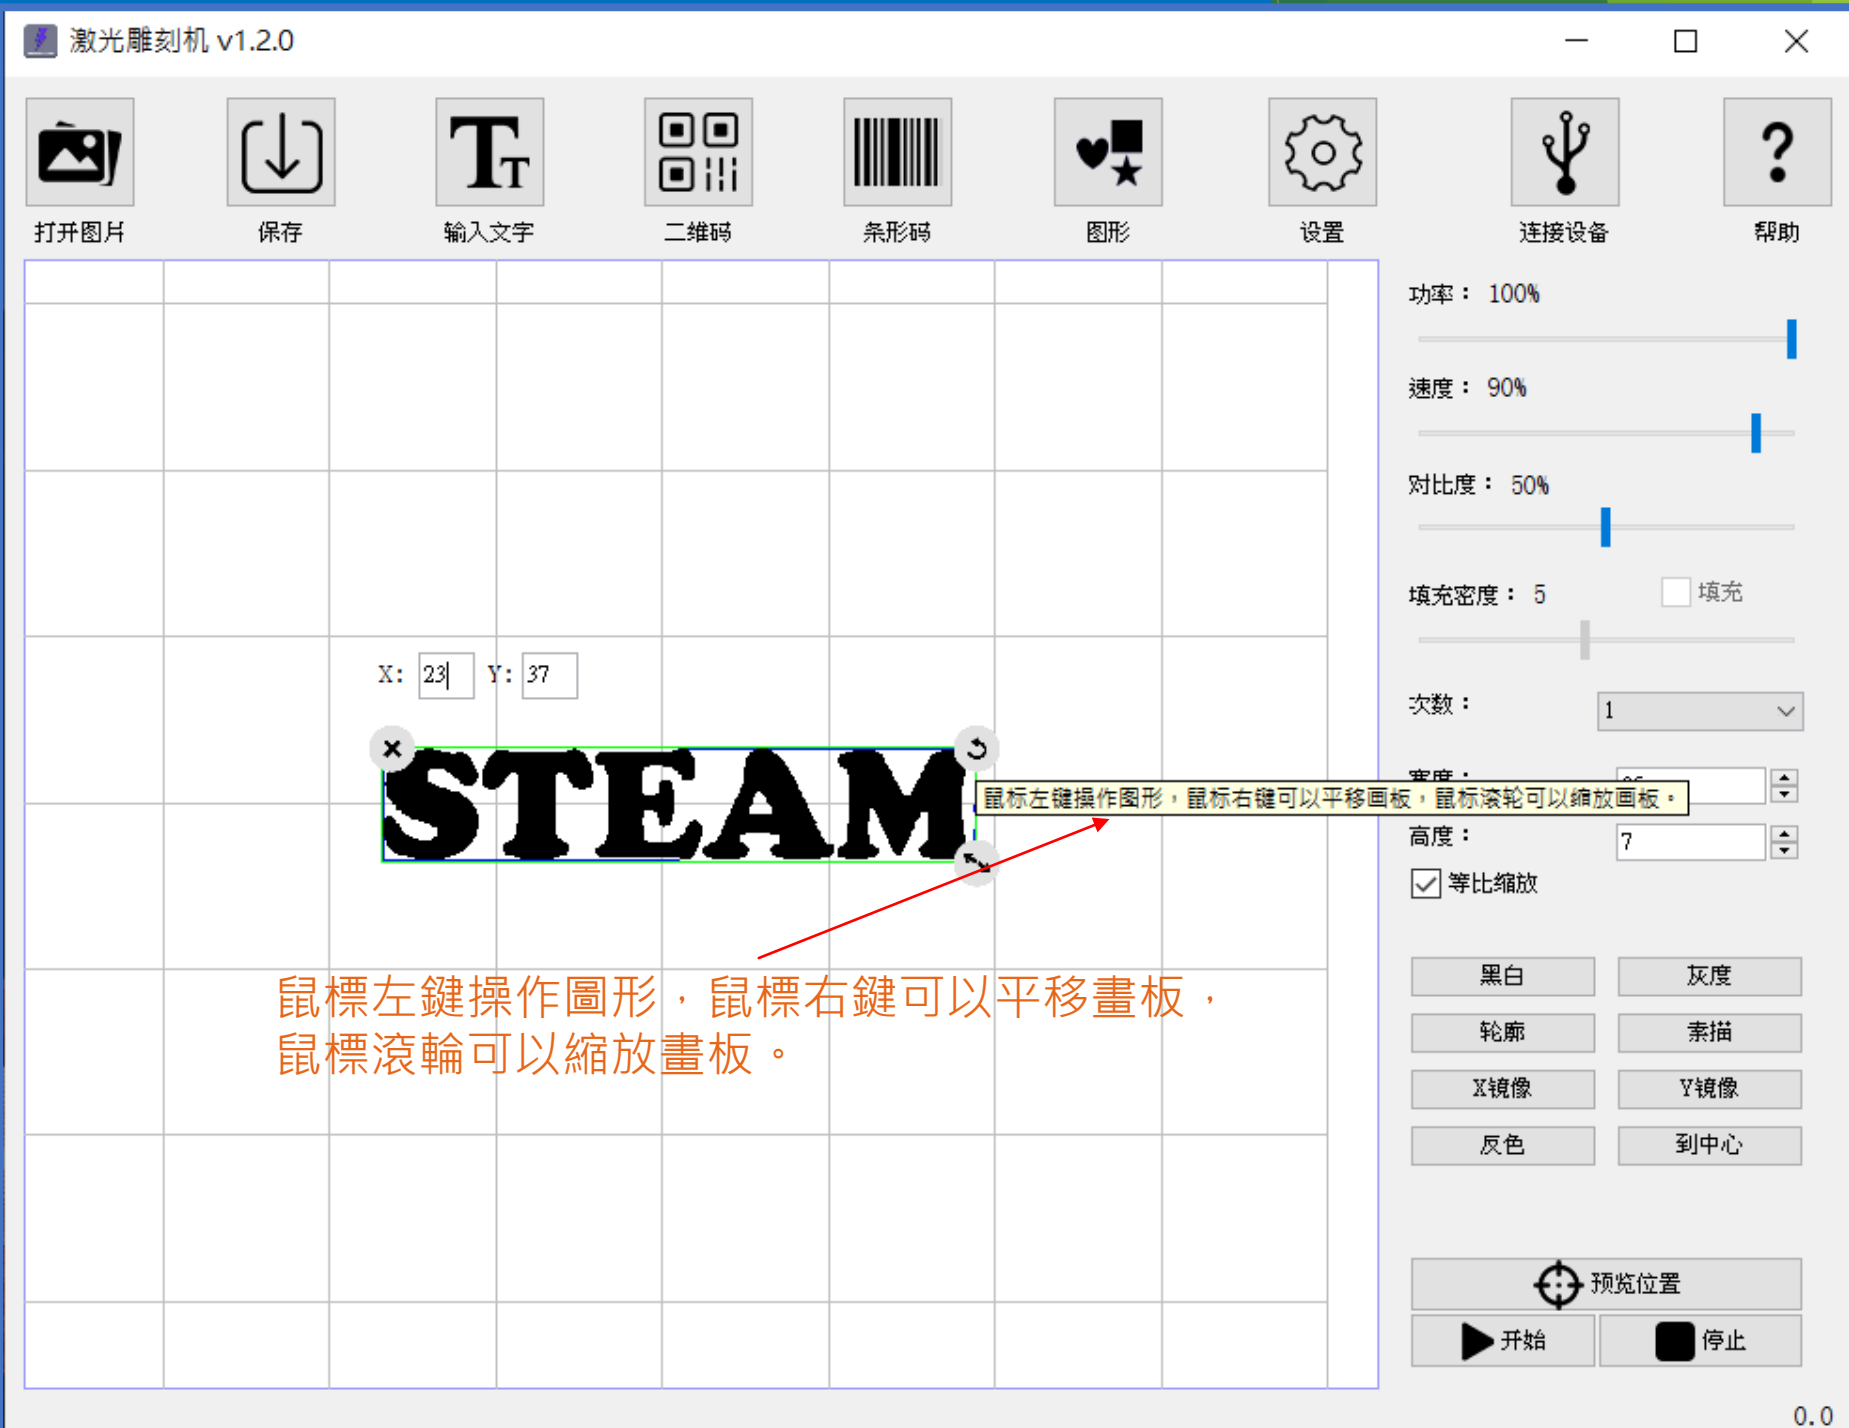 激光雕刻机 v1.2.0
打开图片
保存
输入文字
二维码
条形码
图形
设置
连接设备
帮助
功率： 100%
速度： 90%
对比度： 50%
填充密度： 5
填充
X: 23 Y: 37
次数： 1
STEAM
鼠标左键操作图形，鼠标右键可以平移画板，鼠标滚轮可以缩放画板。
高度： 7
等比缩放
鼠標左鍵操作圖形，鼠標右鍵可以平移畫板，
鼠標滾輪可以縮放畫板。
黑白 灰度
轮廓 素描
X镜像 Y镜像
反色 到中心
预览位置
开始 停止
0.0